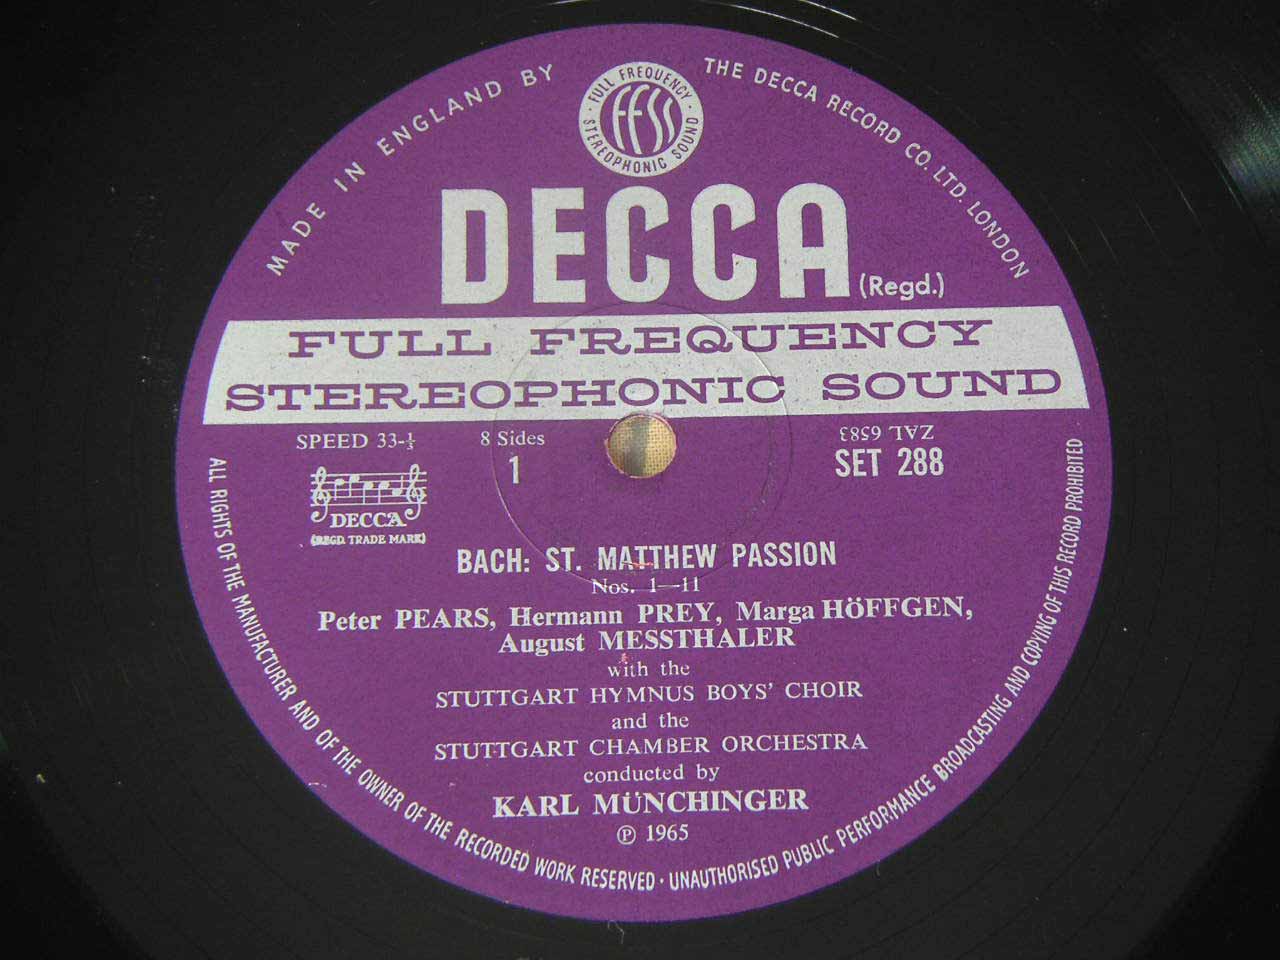 MADE IN ENGLAND BY
THE DECCA RECORD CO. LTD. LONDON
FULL FREQUENCY
FFSS
STEREOPHONIC SOUND
DECCA
(Regd.)
FULL FREQUENCY
STEREOPHONIC SOUND
SPEED 33-⅓
8 Sides
ZAL 6583
1
SET 288
DECCA
(REGD. TRADE MARK)
BACH: ST. MATTHEW PASSION
Nos. 1—11
Peter PEARS, Hermann PREY, Marga HÖFFGEN,
August MESSTHALER
with the
STUTTGART HYMNUS BOYS' CHOIR
and the
STUTTGART CHAMBER ORCHESTRA
conducted by
KARL MÜNCHINGER
℗ 1965
ALL RIGHTS OF THE MANUFACTURER AND OF THE OWNER OF THE RECORDED WORK RESERVED · UNAUTHORISED PUBLIC PERFORMANCE BROADCASTING AND COPYING OF THIS RECORD PROHIBITED